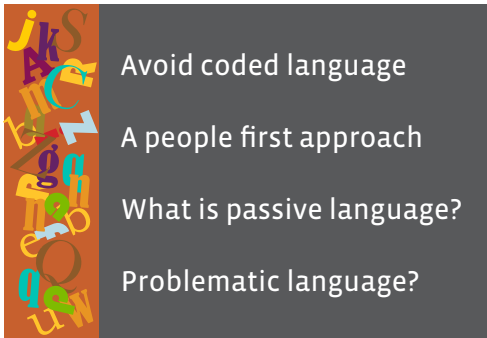 Avoid coded language
A people first approach
What is passive language?
Problematic language?